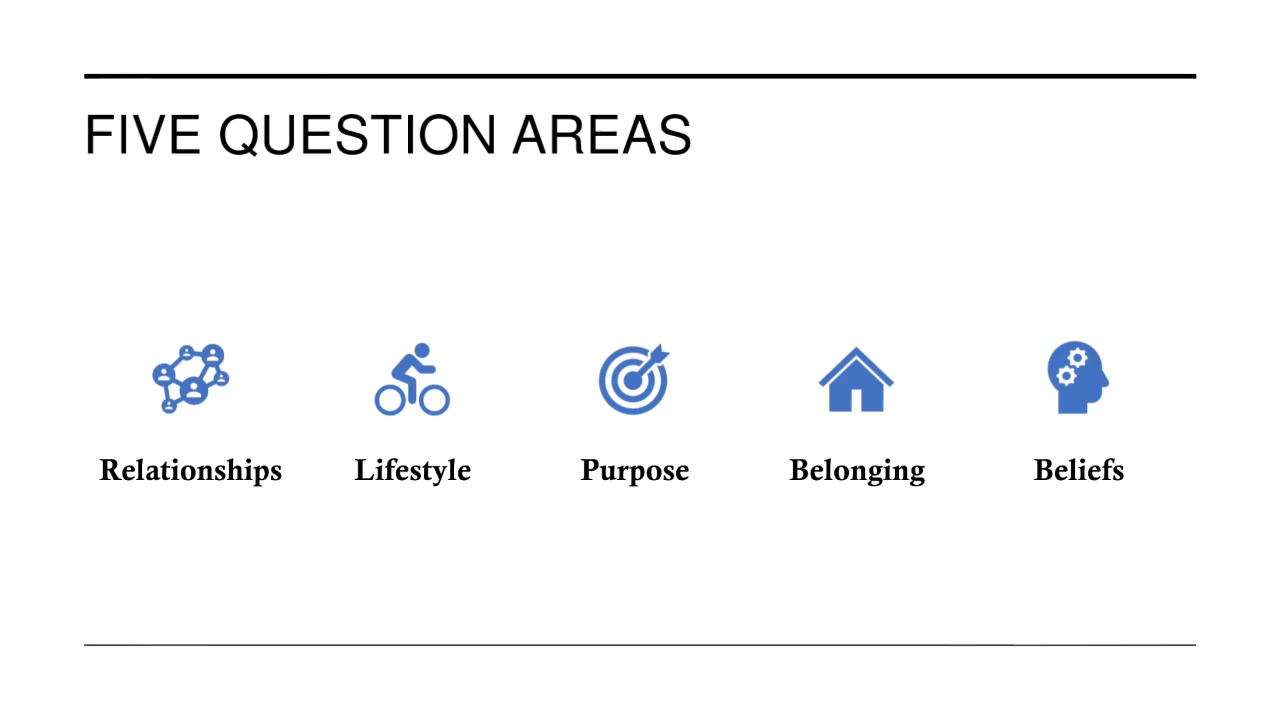 FIVE QUESTION AREAS
Relationships
Lifestyle
Purpose
Belonging
Beliefs